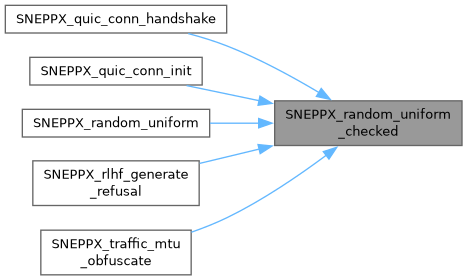 SNEPPX_quic_conn_handshake
SNEPPX_quic_conn_init
SNEPPX_random_uniform
SNEPPX_rlhf_generate
_refusal
SNEPPX_traffic_mtu
_obfuscate
SNEPPX_random_uniform
_checked